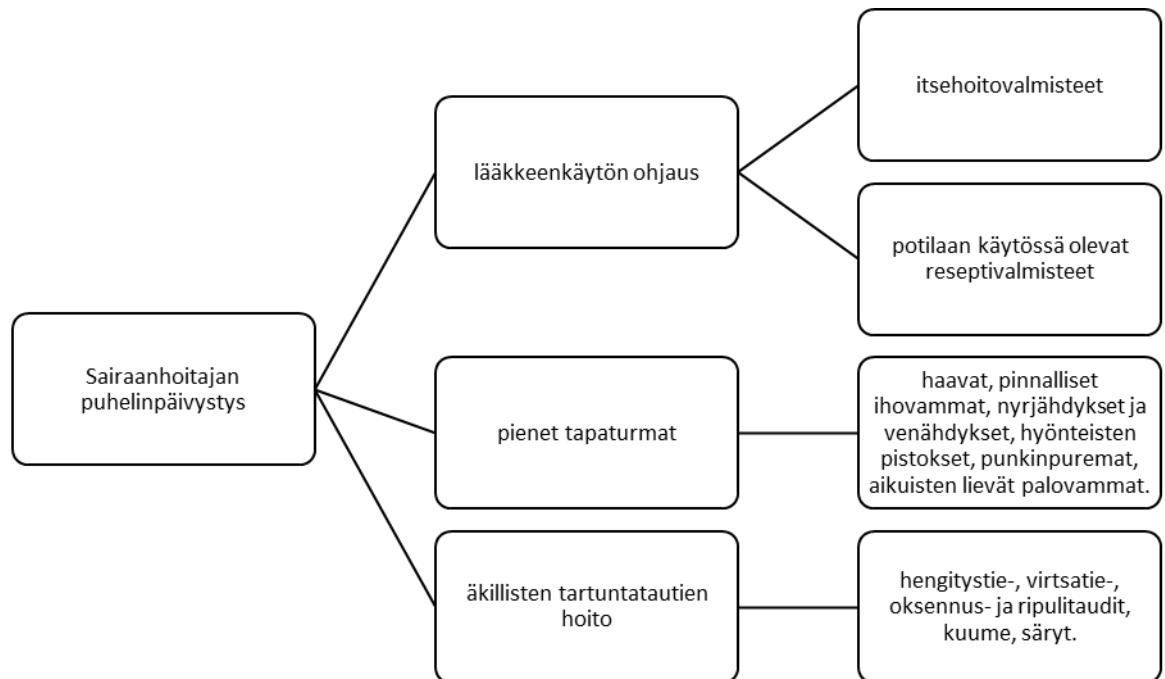 Sairaanhoitajan
puhelinpäivystys
lääkkeenkäytön ohjaus
itsehoitovalmisteet
potilaan käytössä olevat
reseptivalmisteet
pienet tapaturmat
haavat, pinnalliset
ihovammat, nyrjähdykset ja
venähdykset, hyönteisten
pistokset, punkinpuremat,
aikuisten lievät palovammat.
äkillisten tartuntatautien
hoito
hengitystie-, virtsatie-,
oksennus- ja ripulitaudit,
kuume, säryt.